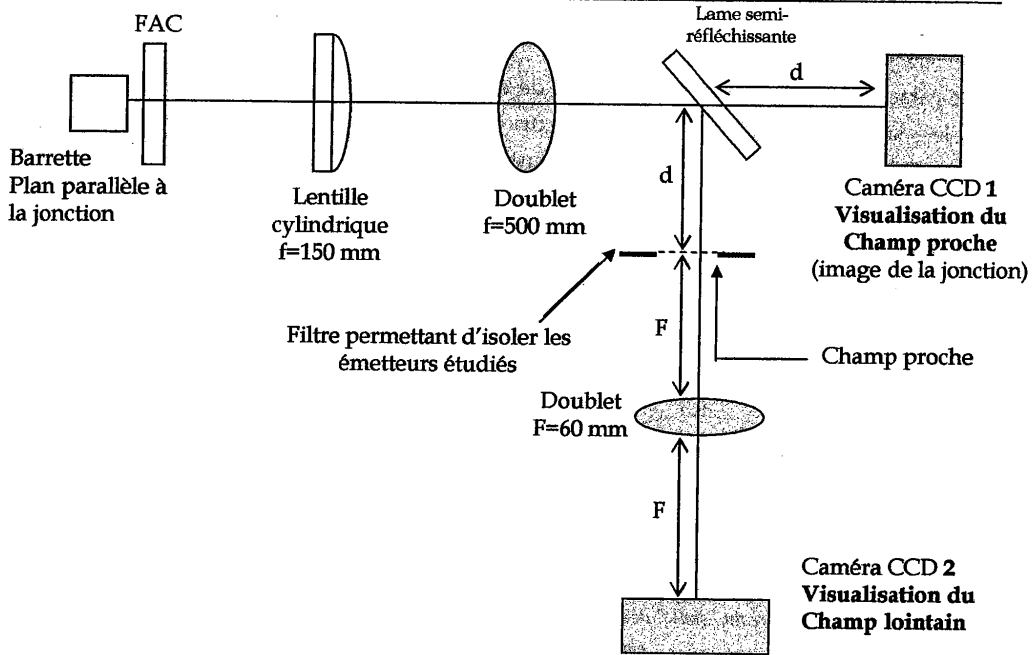 FAC
Lame semi-
réfléchissante
d
Barrette
Plan parallèle à
la jonction
Lentille
cylindrique
f=150 mm
Doublet
f=500 mm
d
Caméra CCD 1
Visualisation du
Champ proche
(image de la jonction)
Filtre permettant d'isoler les
émetteurs étudiés
F
Champ proche
Doublet
F=60 mm
F
Caméra CCD 2
Visualisation du
Champ lointain